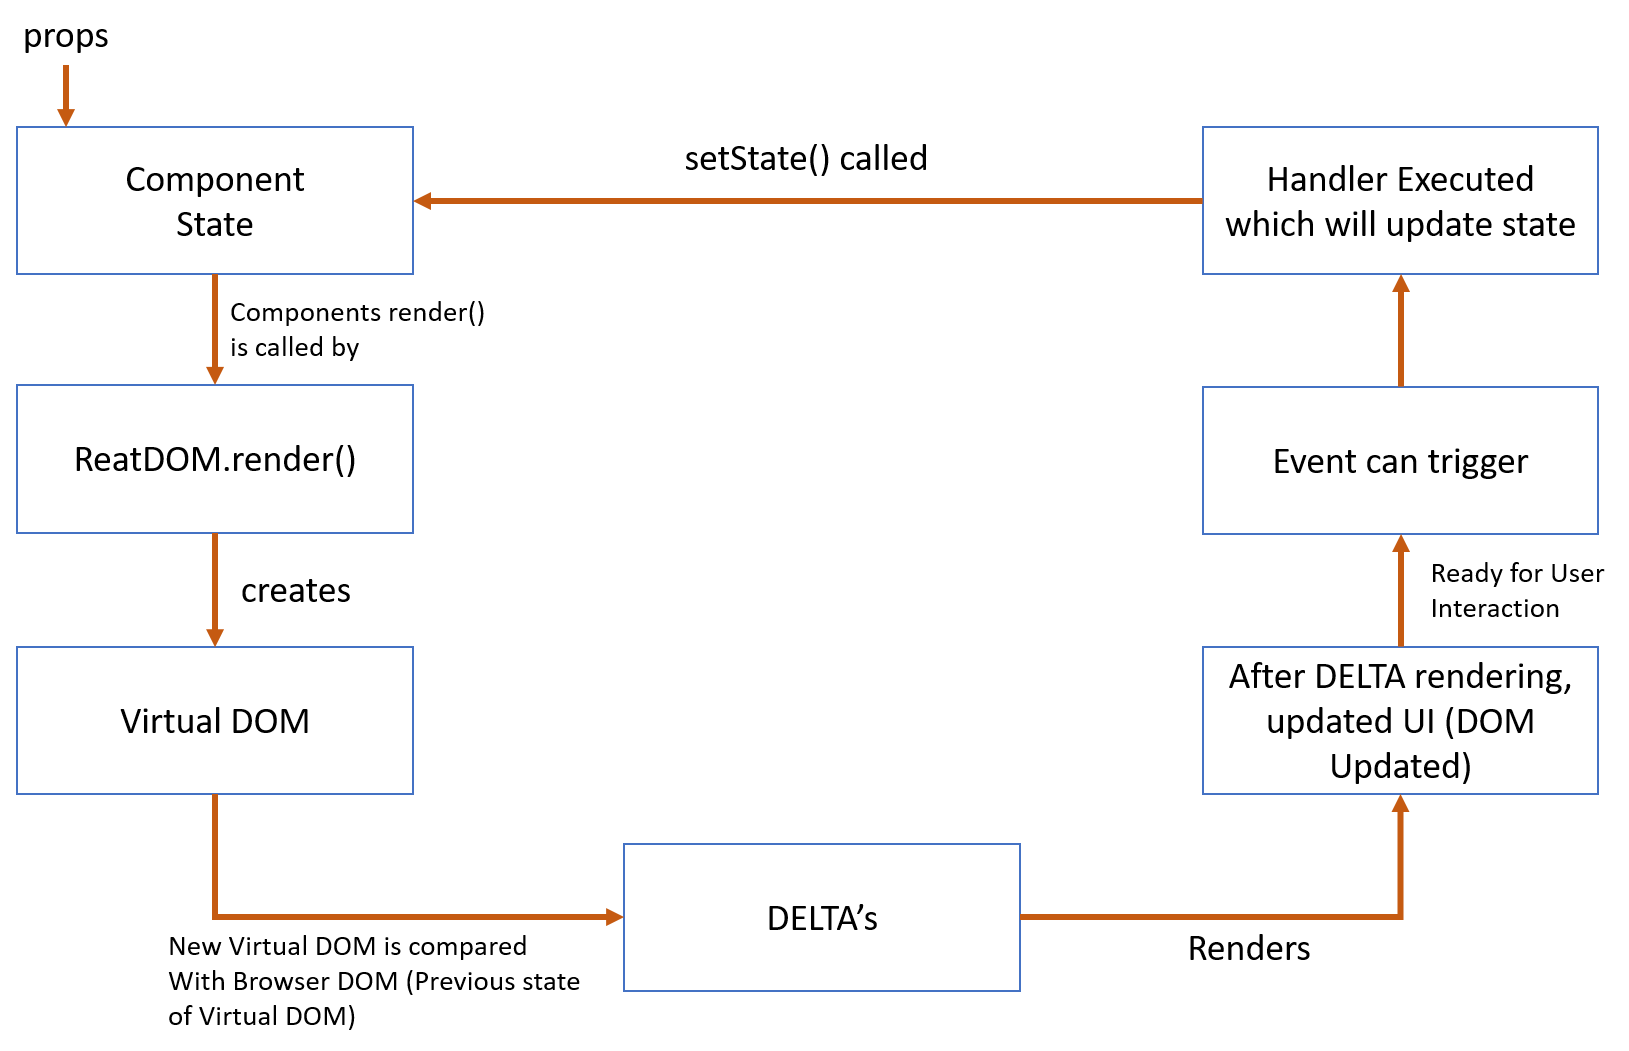 props
Component
State
setState() called
Handler Executed
which will update state
Components render()
is called by
ReatDOM.render()
Event can trigger
creates
Ready for User
Interaction
Virtual DOM
After DELTA rendering,
updated UI (DOM
Updated)
DELTA’s
New Virtual DOM is compared
With Browser DOM (Previous state
of Virtual DOM)
Renders